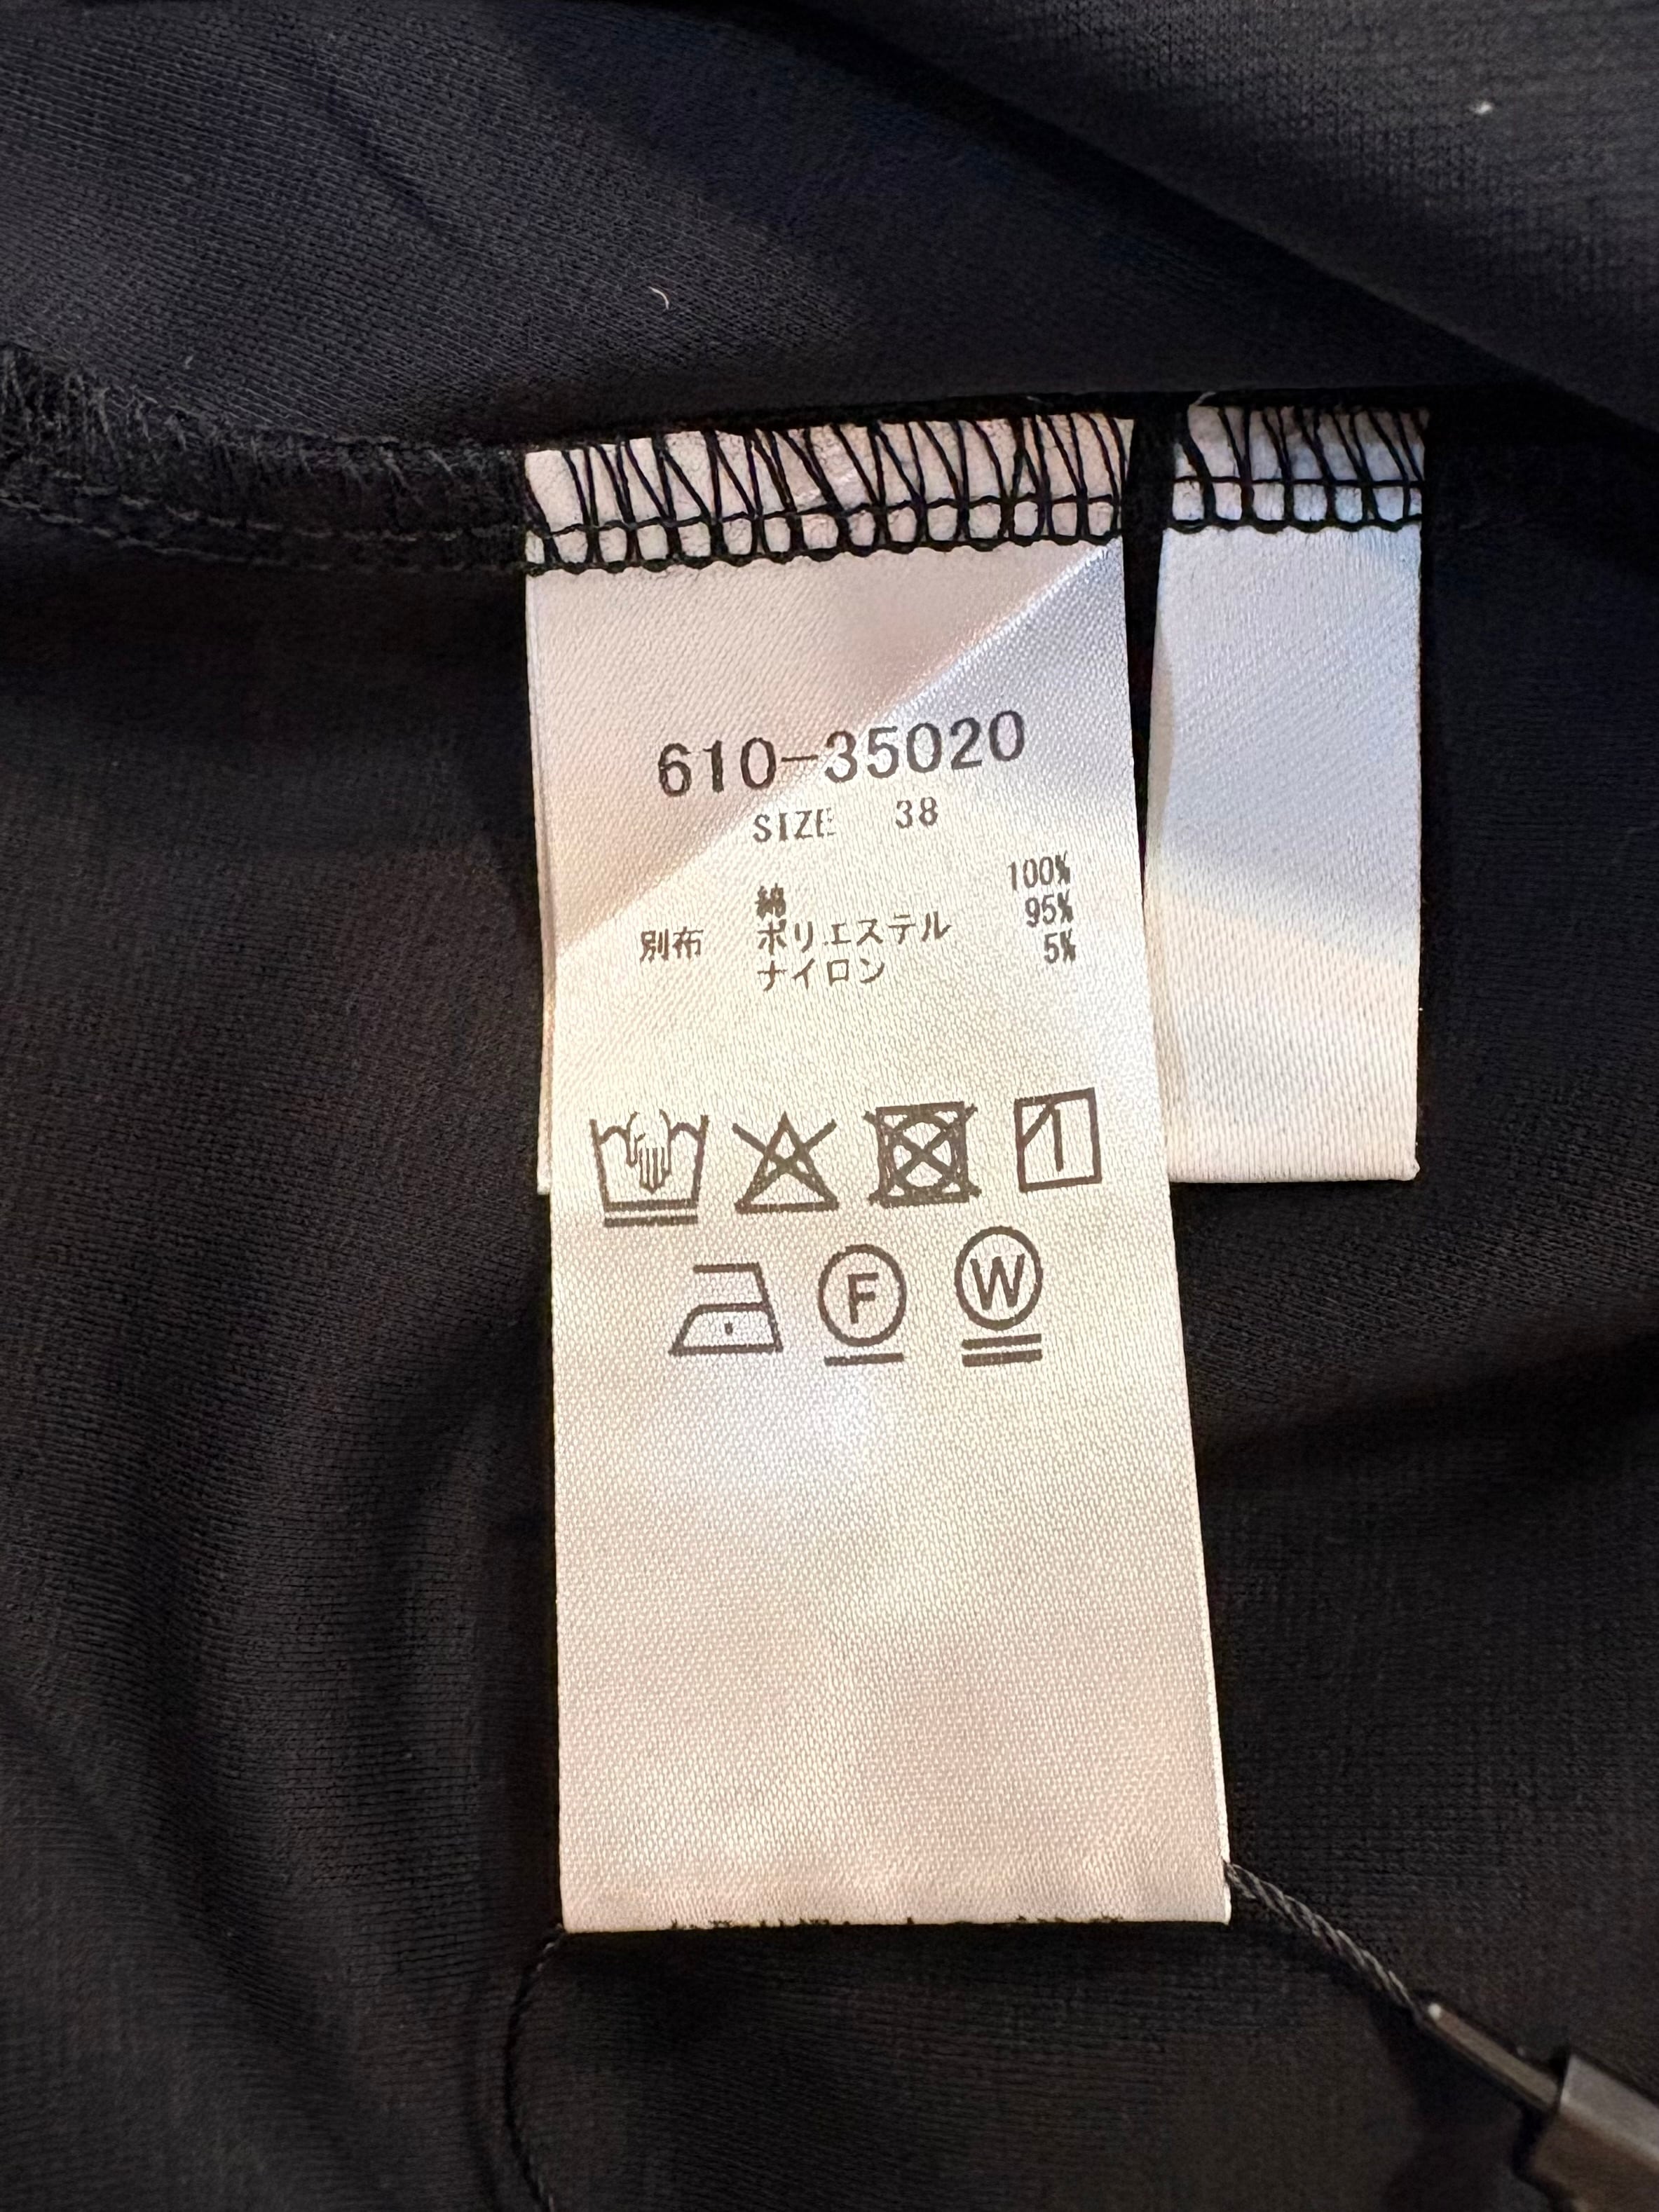 610-35020
SIZE 38
綿 100%
別布 ポリエステル 95%
ナイロン 5%
1
F W